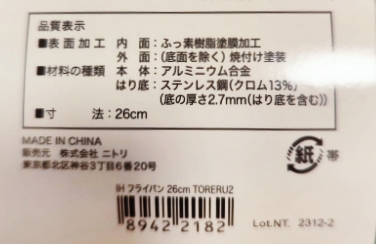 品質表示
■表面加工 内 面：ふっ素樹脂塗膜加工
外 面：(底面を除く)焼付け塗装
■材料の種類 本 体：アルミニウム合金
はり底：ステンレス鋼(クロム13%)
(底の厚さ2.7mm(はり底を含む))
■寸 法：26cm
MADE IN CHINA
販売元 株式会社 ニトリ
東京都北区神谷3丁目6番20号
紙 帯
IH フライパン 26cm TORERU2
8942 2182
Lot.NT. 2312-2